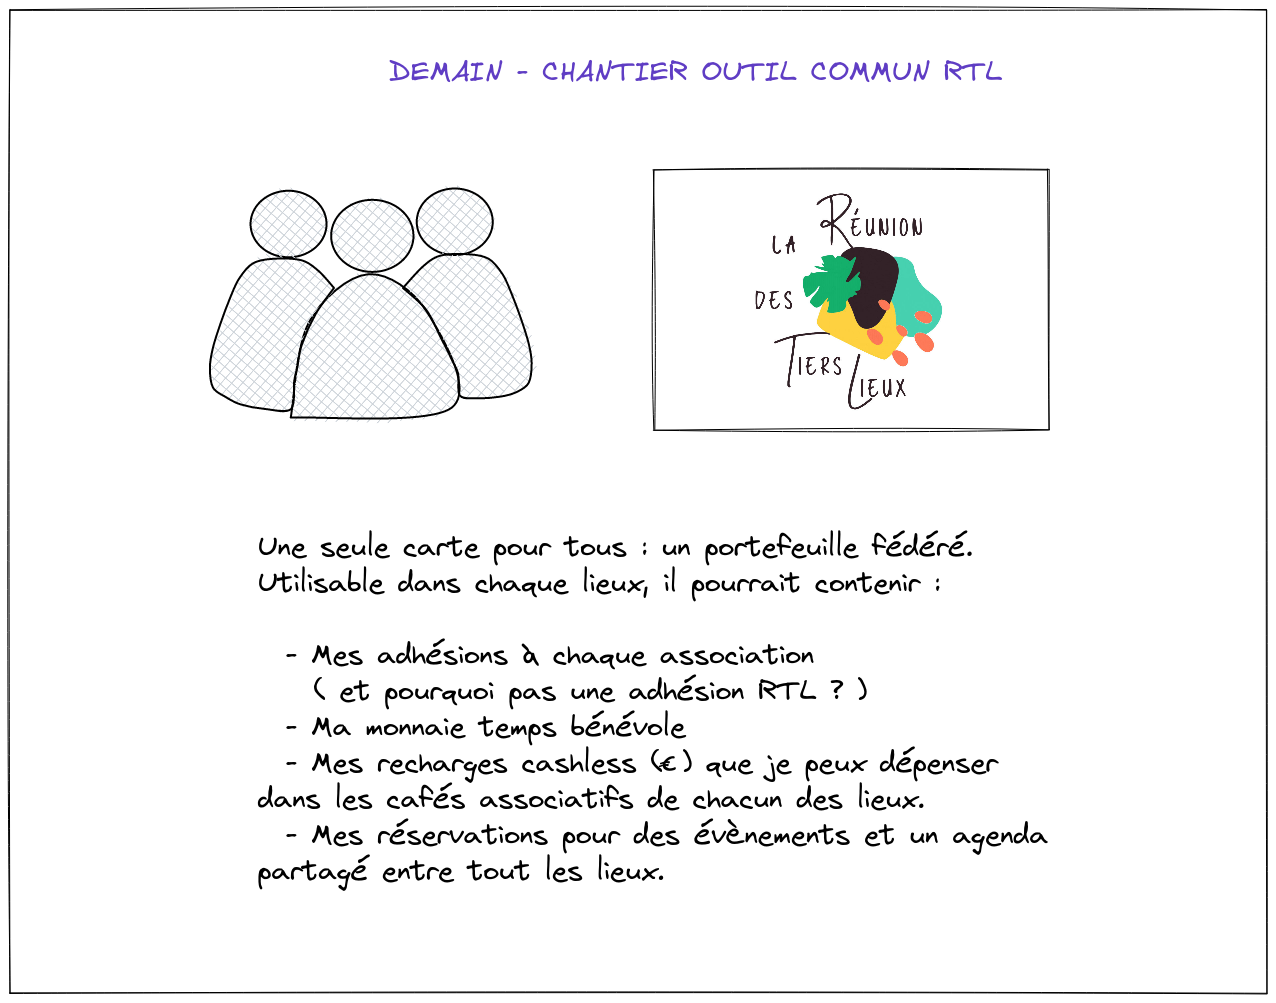 DEMAIN - CHANTIER OUTIL COMMUN RTL
LA RÉUNION
DES
TIERS LIEUX
Une seule carte pour tous : un portefeuille fédéré.
Utilisable dans chaque lieux, il pourrait contenir :
- Mes adhésions à chaque association
( et pourquoi pas une adhésion RTL ? )
- Ma monnaie temps bénévole
- Mes recharges cashless (€) que je peux dépenser
dans les cafés associatifs de chacun des lieux.
- Mes réservations pour des évènements et un agenda
partagé entre tout les lieux.